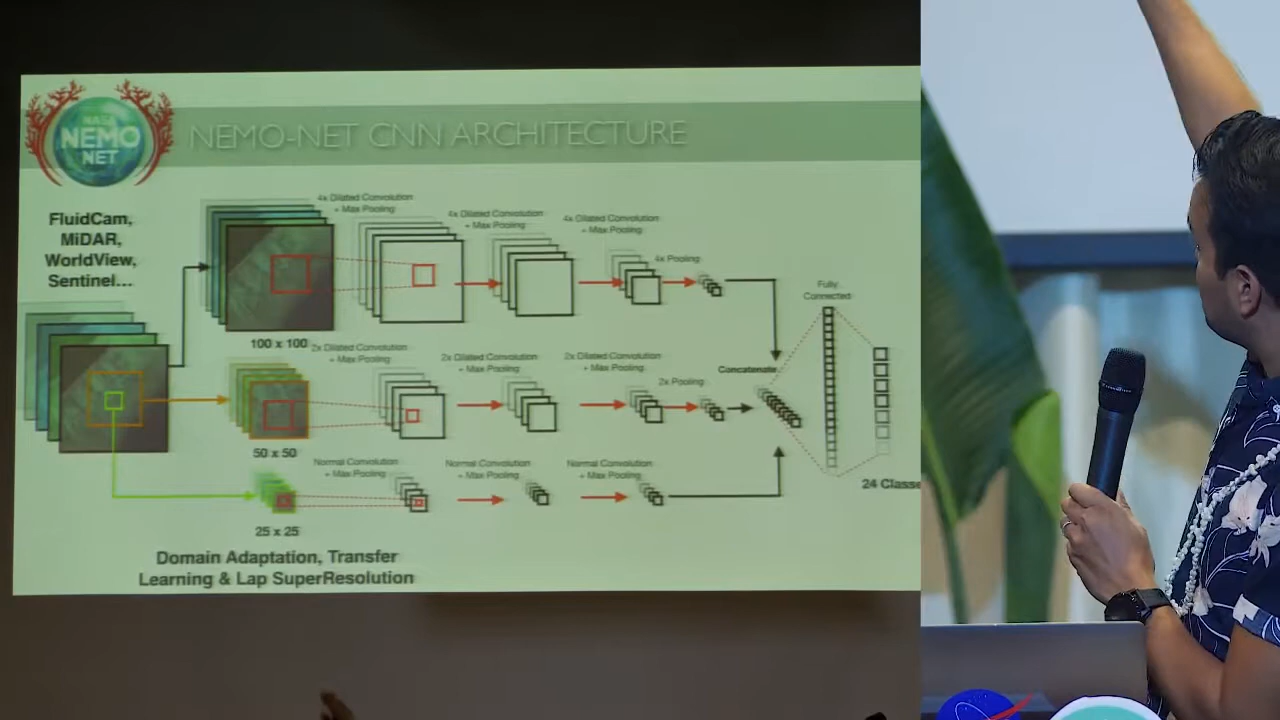 NASA
NEMO
NET
NEMO-NET CNN ARCHITECTURE
FluidCam,
MiDAR,
WorldView,
Sentinel...
4x Dilated Convolution
+ Max Pooling
4x Dilated Convolution
+ Max Pooling
4x Dilated Convolution
+ Max Pooling
4x Pooling
Fully
Connected
100 x 100
2x Dilated Convolution
+ Max Pooling
2x Dilated Convolution
+ Max Pooling
2x Dilated Convolution
+ Max Pooling
2x Pooling
Concatenate
50 x 50
Normal Convolution
+ Max Pooling
Normal Convolution
+ Max Pooling
Normal Convolution
+ Max Pooling
24 Classe
25 x 25
Domain Adaptation, Transfer
Learning & Lap SuperResolution